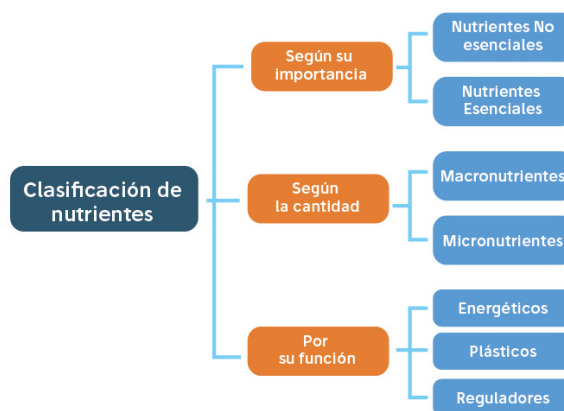 Clasificación de
nutrientes
Según su
importancia
Nutrientes No
esenciales
Nutrientes
Esenciales
Según
la cantidad
Macronutrientes
Micronutrientes
Por
su función
Energéticos
Plásticos
Reguladores